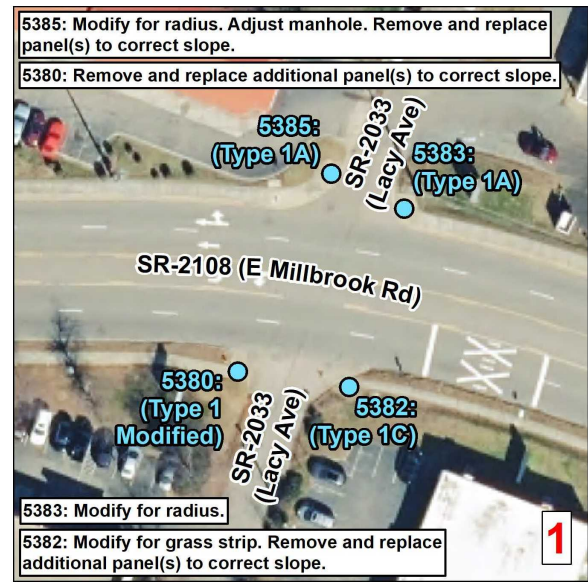 5385: Modify for radius. Adjust manhole. Remove and replace
panel(s) to correct slope.
5380: Remove and replace additional panel(s) to correct slope.
5385:
(Type 1A)
SR-2033
(Lacy Ave)
5383:
(Type 1A)
SR-2108 (E Millbrook Rd)
5380:
(Type 1
Modified)
SR-2033
(Lacy Ave)
5382:
(Type 1C)
5383: Modify for radius.
5382: Modify for grass strip. Remove and replace
additional panel(s) to correct slope.
1